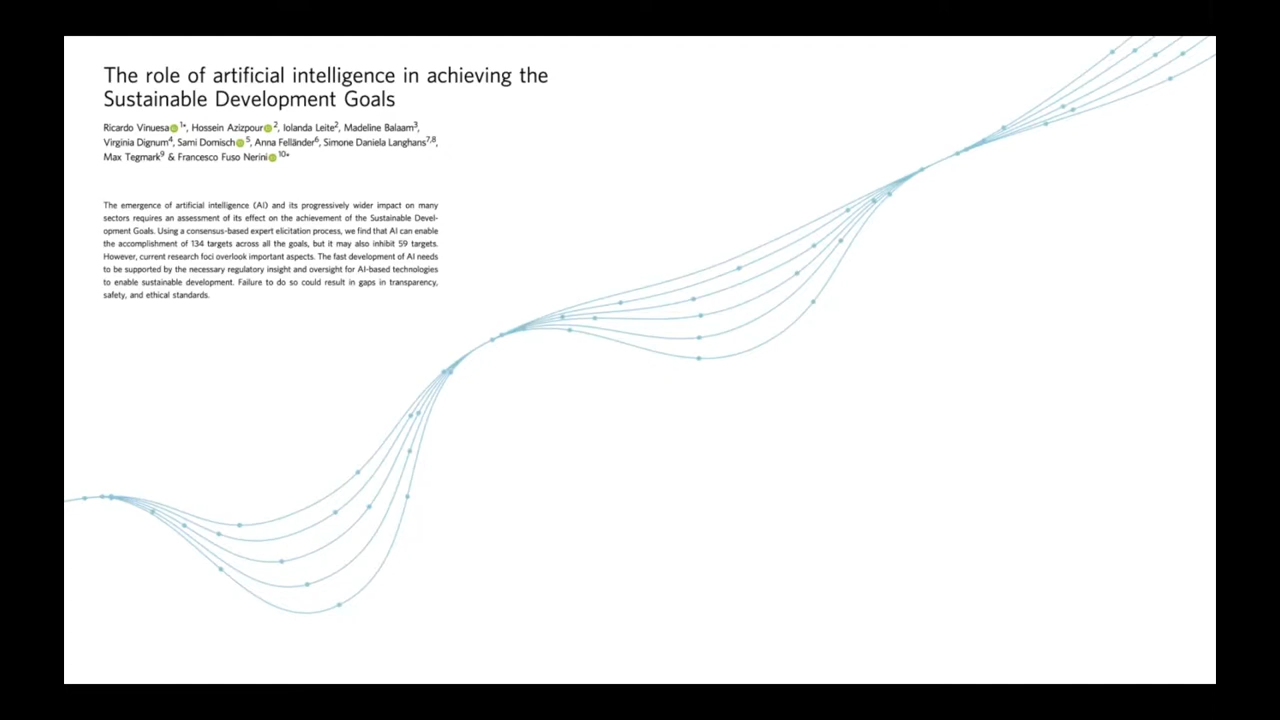 The role of artificial intelligence in achieving the
Sustainable Development Goals
Ricardo Vinuesa 1*, Hossein Azizpour 2, Iolanda Leite2, Madeline Balaam3,
Virginia Dignum4, Sami Domisch 5, Anna Felländer6, Simone Daniela Langhans7,8,
Max Tegmark9 & Francesco Fuso Nerini 10*
The emergence of artificial intelligence (AI) and its progressively wider impact on many
sectors requires an assessment of its effect on the achievement of the Sustainable Devel-
opment Goals. Using a consensus-based expert elicitation process, we find that AI can enable
the accomplishment of 134 targets across all the goals, but it may also inhibit 59 targets.
However, current research foci overlook important aspects. The fast development of AI needs
to be supported by the necessary regulatory insight and oversight for AI-based technologies
to enable sustainable development. Failure to do so could result in gaps in transparency,
safety, and ethical standards.